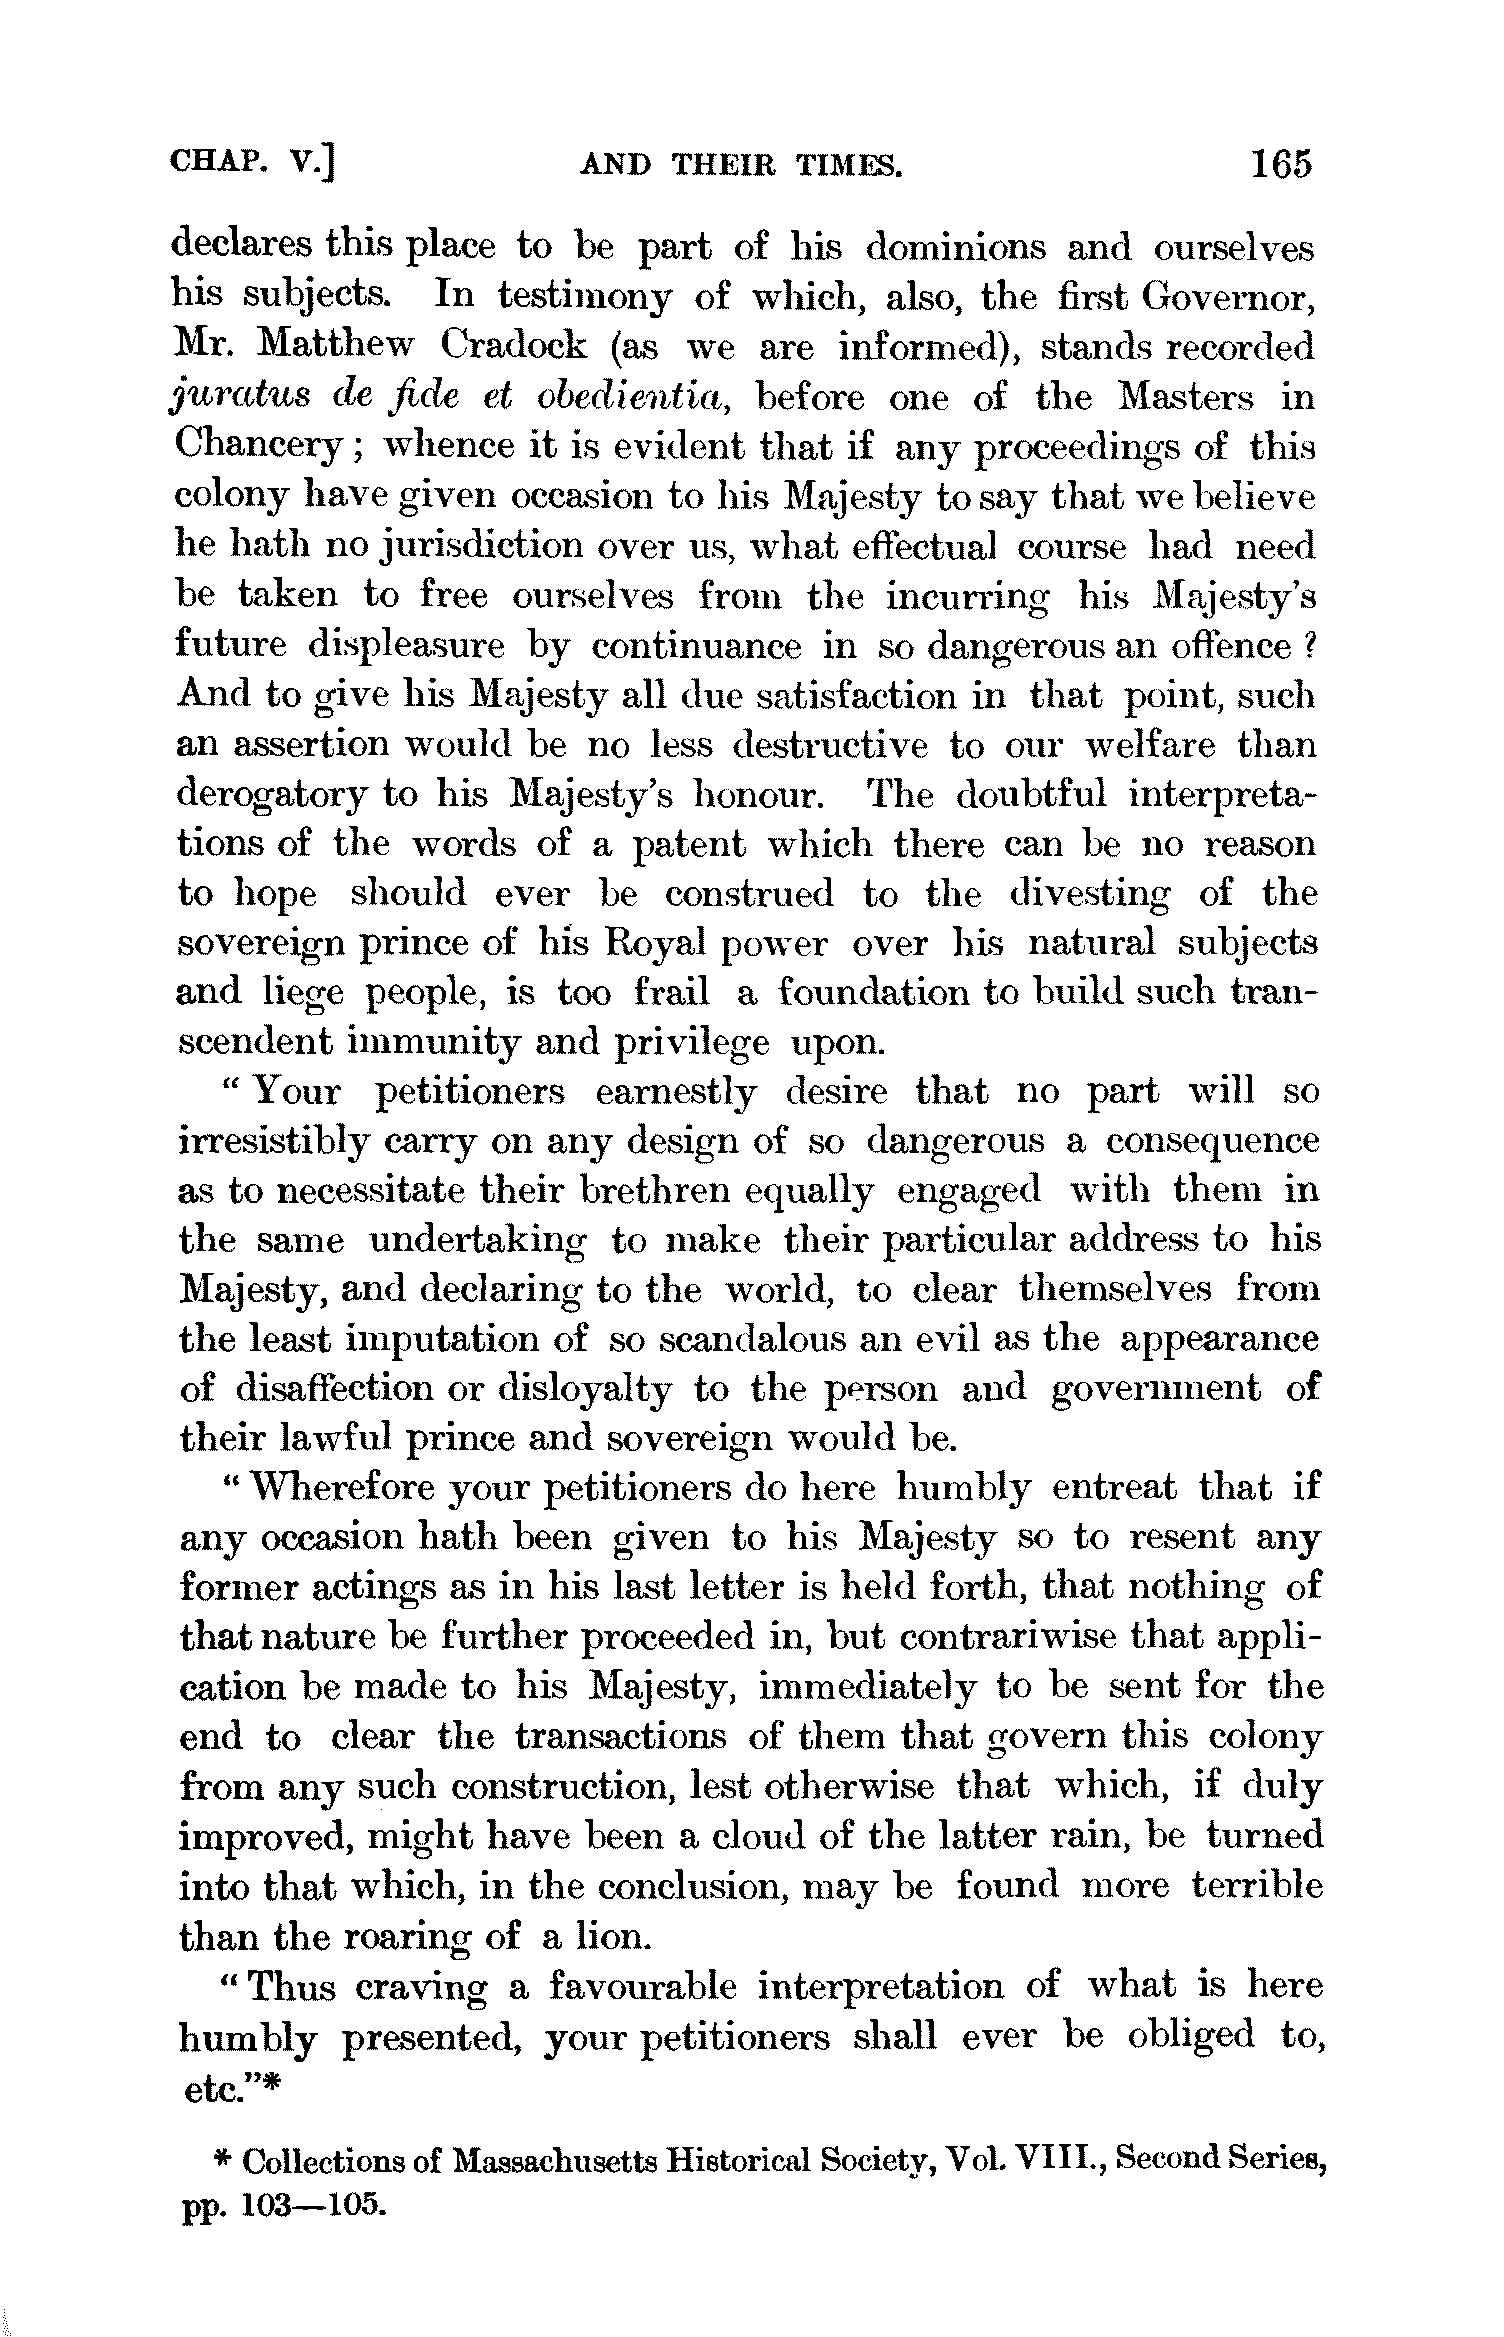 CHAP. V.] AND THEIR TIMES. 165
declares this place to be part of his dominions and ourselves
his subjects. In testimony of which, also, the first Governor,
Mr. Matthew Cradock (as we are informed), stands recorded
juratus de fide et obedientia, before one of the Masters in
Chancery; whence it is evident that if any proceedings of this
colony have given occasion to his Majesty to say that we believe
he hath no jurisdiction over us, what effectual course had need
be taken to free ourselves from the incurring his Majesty's
future displeasure by continuance in so dangerous an offence?
And to give his Majesty all due satisfaction in that point, such
an assertion would be no less destructive to our welfare than
derogatory to his Majesty's honour. The doubtful interpreta-
tions of the words of a patent which there can be no reason
to hope should ever be construed to the divesting of the
sovereign prince of his Royal power over his natural subjects
and liege people, is too frail a foundation to build such tran-
scendent immunity and privilege upon.
"Your petitioners earnestly desire that no part will so
irresistibly carry on any design of so dangerous a consequence
as to necessitate their brethren equally engaged with them in
the same undertaking to make their particular address to his
Majesty, and declaring to the world, to clear themselves from
the least imputation of so scandalous an evil as the appearance
of disaffection or disloyalty to the person and government of
their lawful prince and sovereign would be.
"Wherefore your petitioners do here humbly entreat that if
any occasion hath been given to his Majesty so to resent any
former actings as in his last letter is held forth, that nothing of
that nature be further proceeded in, but contrariwise that appli-
cation be made to his Majesty, immediately to be sent for the
end to clear the transactions of them that govern this colony
from any such construction, lest otherwise that which, if duly
improved, might have been a cloud of the latter rain, be turned
into that which, in the conclusion, may be found more terrible
than the roaring of a lion.
"Thus craving a favourable interpretation of what is here
humbly presented, your petitioners shall ever be obliged to,
etc."*
* Collections of Massachusetts Historical Society, Vol. VIII., Second Series,
pp. 103—105.